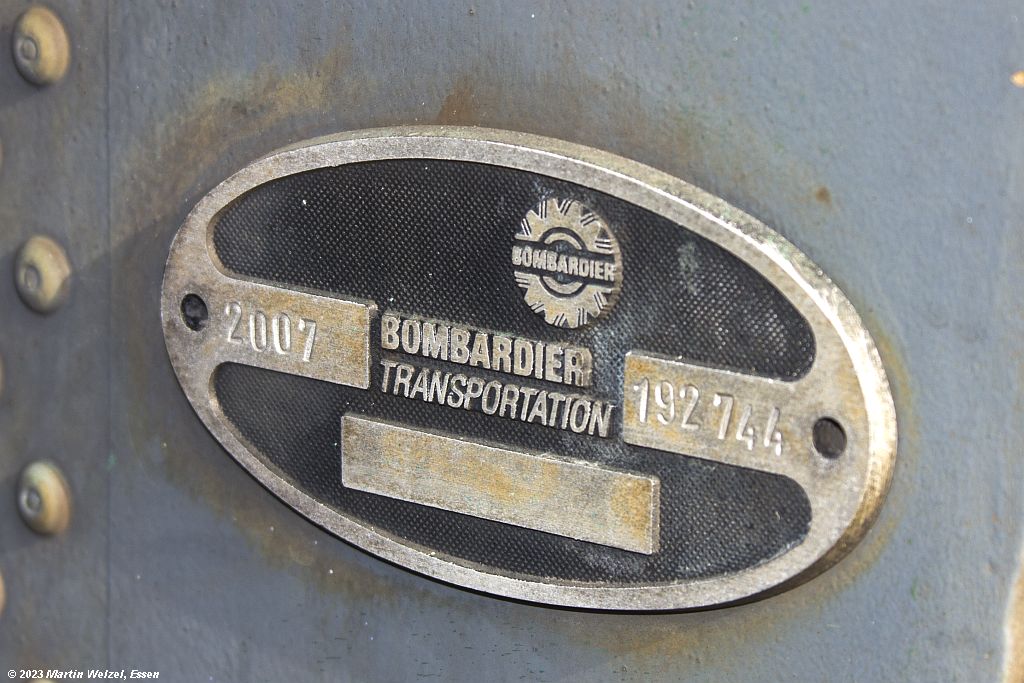 BOMBARDIER
2007
BOMBARDIER
TRANSPORTATION
192 744
© 2023 Martin Welzel, Essen